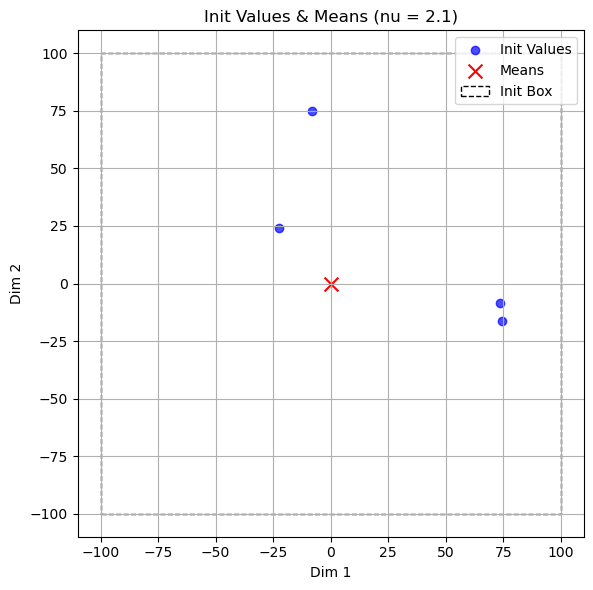 Init Values & Means (nu = 2.1)
Init Values
Means
Init Box
100
75
50
25
0
−25
−50
−75
−100
Dim 2
−100 −75 −50 −25 0 25 50 75 100
Dim 1